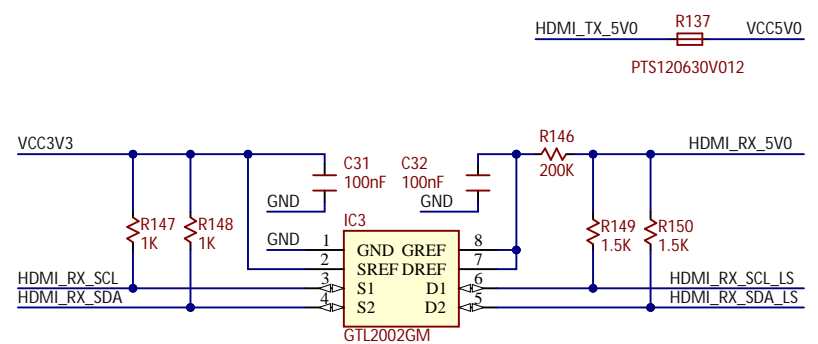 HDMI_TX_5V0 R137 VCC5V0
PTS120630V012
VCC3V3 R146 HDMI_RX_5V0
200K
C31 C32
100nF 100nF
GND GND
R147 R148 IC3 R149 R150
1K 1K 1.5K 1.5K
GND 1 GND GREF 8
2 SREF DREF 7
HDMI_RX_SCL 3 S1 D1 6 HDMI_RX_SCL_LS
HDMI_RX_SDA 4 S2 D2 5 HDMI_RX_SDA_LS
GTL2002GM